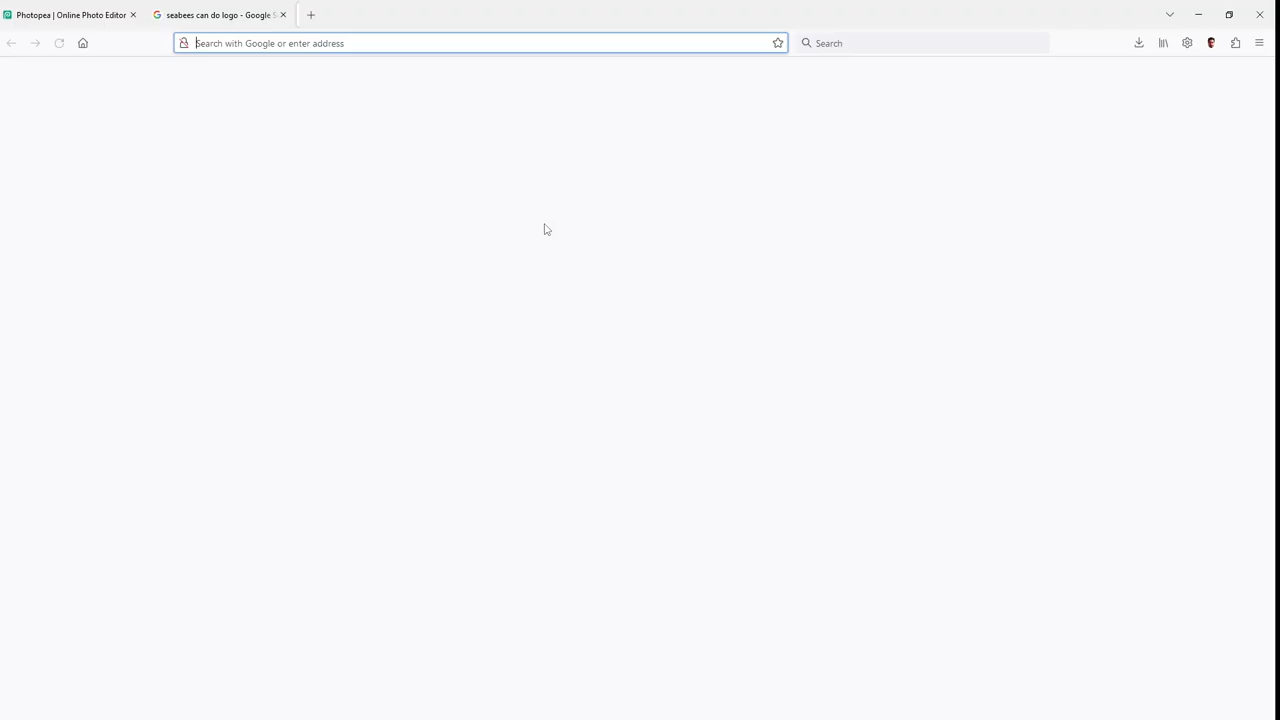 Photopea | Online Photo Editor
seabees can do logo - Google S
Search with Google or enter address
Search